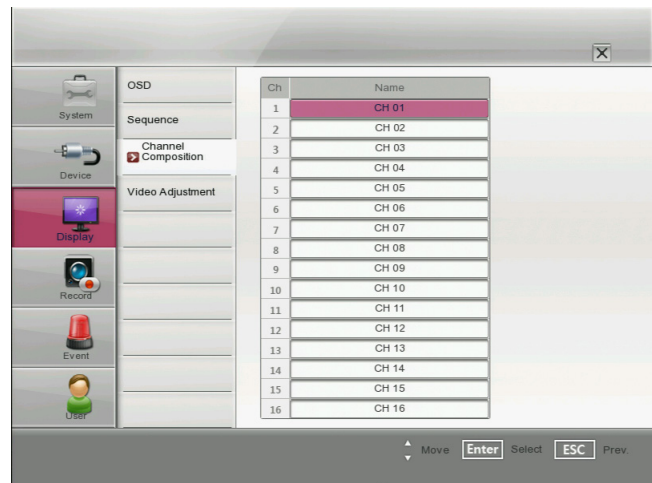 System
Device
Display
Record
Event
User
OSD
Sequence
Channel
Composition
Video Adjustment
Ch Name
1 CH 01
2 CH 02
3 CH 03
4 CH 04
5 CH 05
6 CH 06
7 CH 07
8 CH 08
9 CH 09
10 CH 10
11 CH 11
12 CH 12
13 CH 13
14 CH 14
15 CH 15
16 CH 16
Move Enter Select ESC Prev.